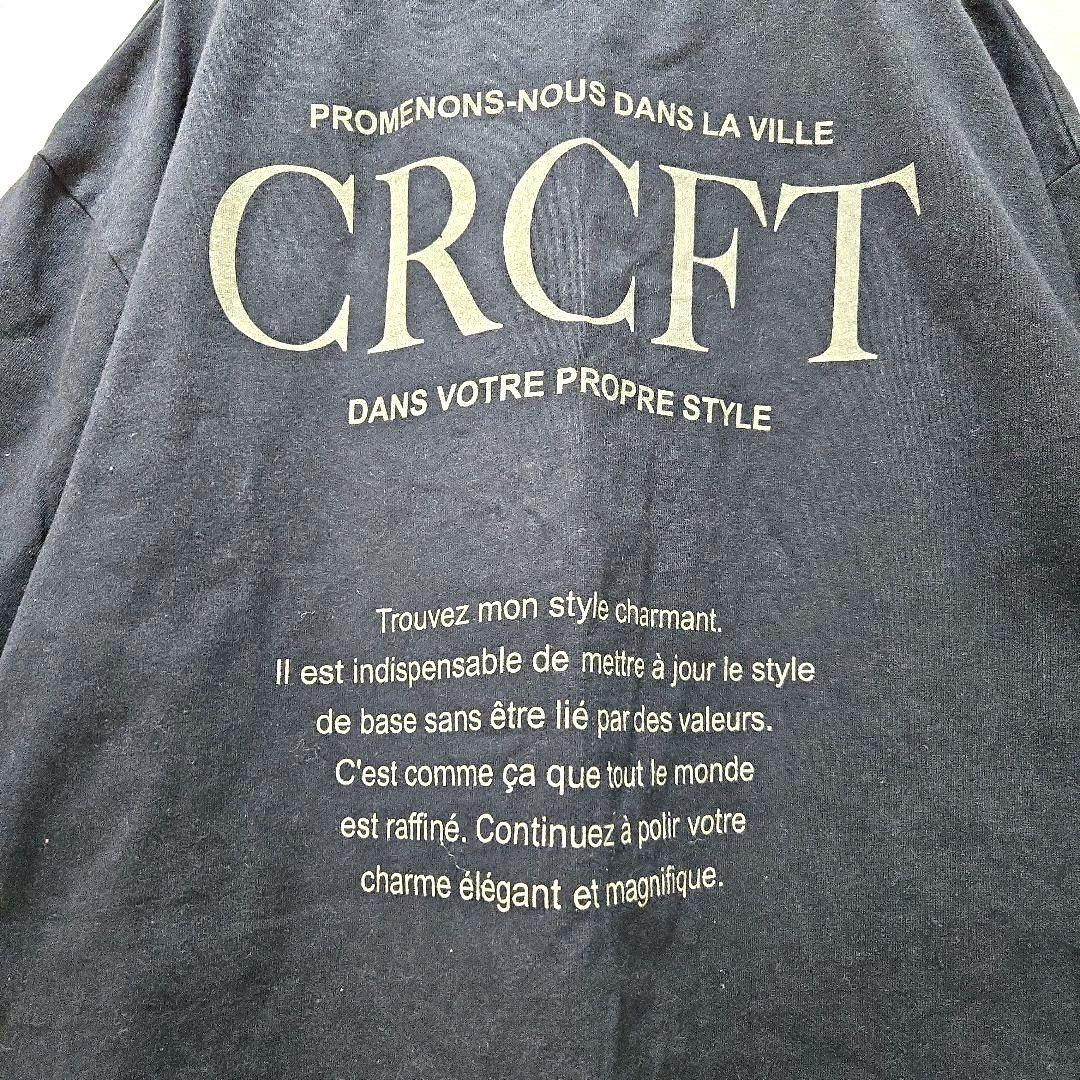 PROMENONS-NOUS DANS LA VILLE
CRCFT
DANS VOTRE PROPRE STYLE
Trouvez mon style charmant.
Il est indispensable de mettre à jour le style
de base sans être lié par des valeurs.
C'est comme ça que tout le monde
est raffiné. Continuez à polir votre
charme élégant et magnifique.